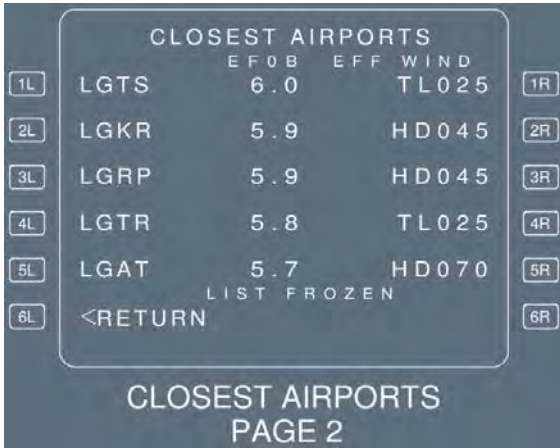 CLOSEST AIRPORTS
EFOB EFF WIND
1L LGTS 6.0 TL025 1R
2L LGKR 5.9 HD045 2R
3L LGRP 5.9 HD045 3R
4L LGTR 5.8 TL025 4R
5L LGAT 5.7 HD070 5R
LIST FROZEN
6L <RETURN 6R
CLOSEST AIRPORTS
PAGE 2